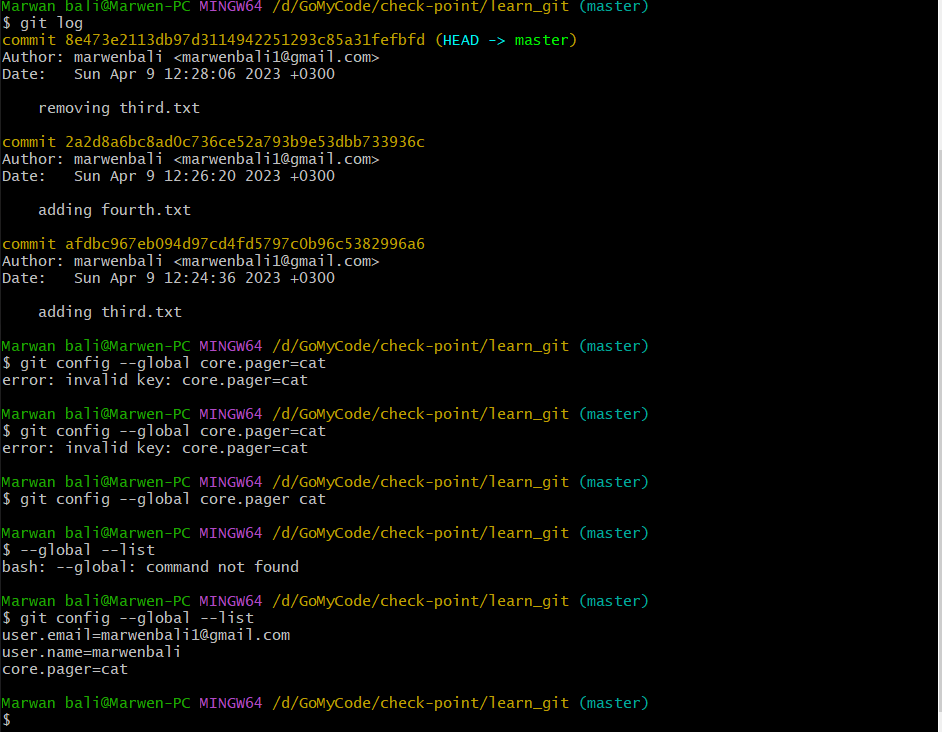 Marwan bali@Marwen-PC MINGW64 /d/GoMyCode/check-point/learn_git (master)
$ git log
commit 8e473e2113db97d3114942251293c85a31fefbfd (HEAD -> master)
Author: marwenbali <marwenbali1@gmail.com>
Date:   Sun Apr 9 12:28:06 2023 +0300

    removing third.txt

commit 2a2d8a6bc8ad0c736ce52a793b9e53dbb733936c
Author: marwenbali <marwenbali1@gmail.com>
Date:   Sun Apr 9 12:26:20 2023 +0300

    adding fourth.txt

commit afdbc967eb094d97cd4fd5797c0b96c5382996a6
Author: marwenbali <marwenbali1@gmail.com>
Date:   Sun Apr 9 12:24:36 2023 +0300

    adding third.txt

Marwan bali@Marwen-PC MINGW64 /d/GoMyCode/check-point/learn_git (master)
$ git config --global core.pager=cat
error: invalid key: core.pager=cat

Marwan bali@Marwen-PC MINGW64 /d/GoMyCode/check-point/learn_git (master)
$ git config --global core.pager=cat
error: invalid key: core.pager=cat

Marwan bali@Marwen-PC MINGW64 /d/GoMyCode/check-point/learn_git (master)
$ git config --global core.pager cat

Marwan bali@Marwen-PC MINGW64 /d/GoMyCode/check-point/learn_git (master)
$ --global --list
bash: --global: command not found

Marwan bali@Marwen-PC MINGW64 /d/GoMyCode/check-point/learn_git (master)
$ git config --global --list
user.email=marwenbali1@gmail.com
user.name=marwenbali
core.pager=cat

Marwan bali@Marwen-PC MINGW64 /d/GoMyCode/check-point/learn_git (master)
$